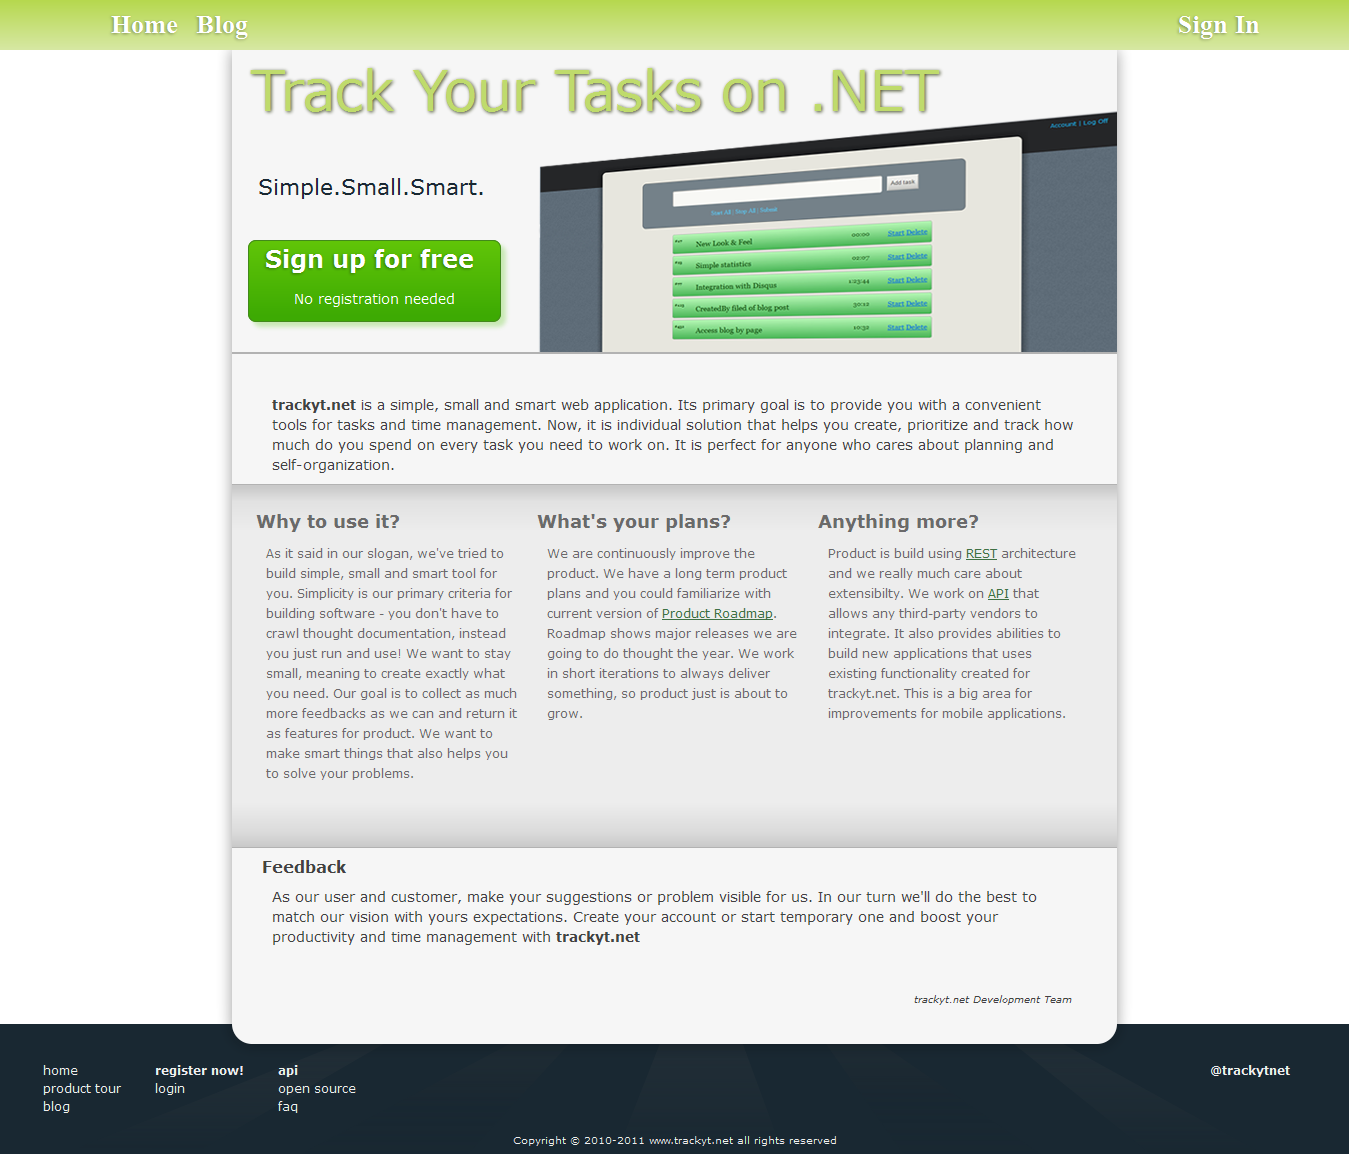 Home Blog Sign In
Track Your Tasks on .NET
Account | Log Off
Simple.Small.Smart.
Add task
Start All | Stop All | Submit
New Look & Feel 00:00 Start Delete
Simple statistics 02:07 Start Delete
Integration with Disqus 1:23:44 Start Delete
CreatedBy filed of blog post 30:12 Start Delete
Access blog by page 10:32 Start Delete
Sign up for free
No registration needed
trackyt.net is a simple, small and smart web application. Its primary goal is to provide you with a convenient
tools for tasks and time management. Now, it is individual solution that helps you create, prioritize and track how
much do you spend on every task you need to work on. It is perfect for anyone who cares about planning and
self-organization.
Why to use it?
As it said in our slogan, we've tried to
build simple, small and smart tool for
you. Simplicity is our primary criteria for
building software - you don't have to
crawl thought documentation, instead
you just run and use! We want to stay
small, meaning to create exactly what
you need. Our goal is to collect as much
more feedbacks as we can and return it
as features for product. We want to
make smart things that also helps you
to solve your problems.
What's your plans?
We are continuously improve the
product. We have a long term product
plans and you could familiarize with
current version of Product Roadmap.
Roadmap shows major releases we are
going to do thought the year. We work
in short iterations to always deliver
something, so product just is about to
grow.
Anything more?
Product is build using REST architecture
and we really much care about
extensibilty. We work on API that
allows any third-party vendors to
integrate. It also provides abilities to
build new applications that uses
existing functionality created for
trackyt.net. This is a big area for
improvements for mobile applications.
Feedback
As our user and customer, make your suggestions or problem visible for us. In our turn we'll do the best to
match our vision with yours expectations. Create your account or start temporary one and boost your
productivity and time management with trackyt.net
trackyt.net Development Team
home
product tour
blog
register now!
login
api
open source
faq
@trackytnet
Copyright © 2010-2011 www.trackyt.net all rights reserved